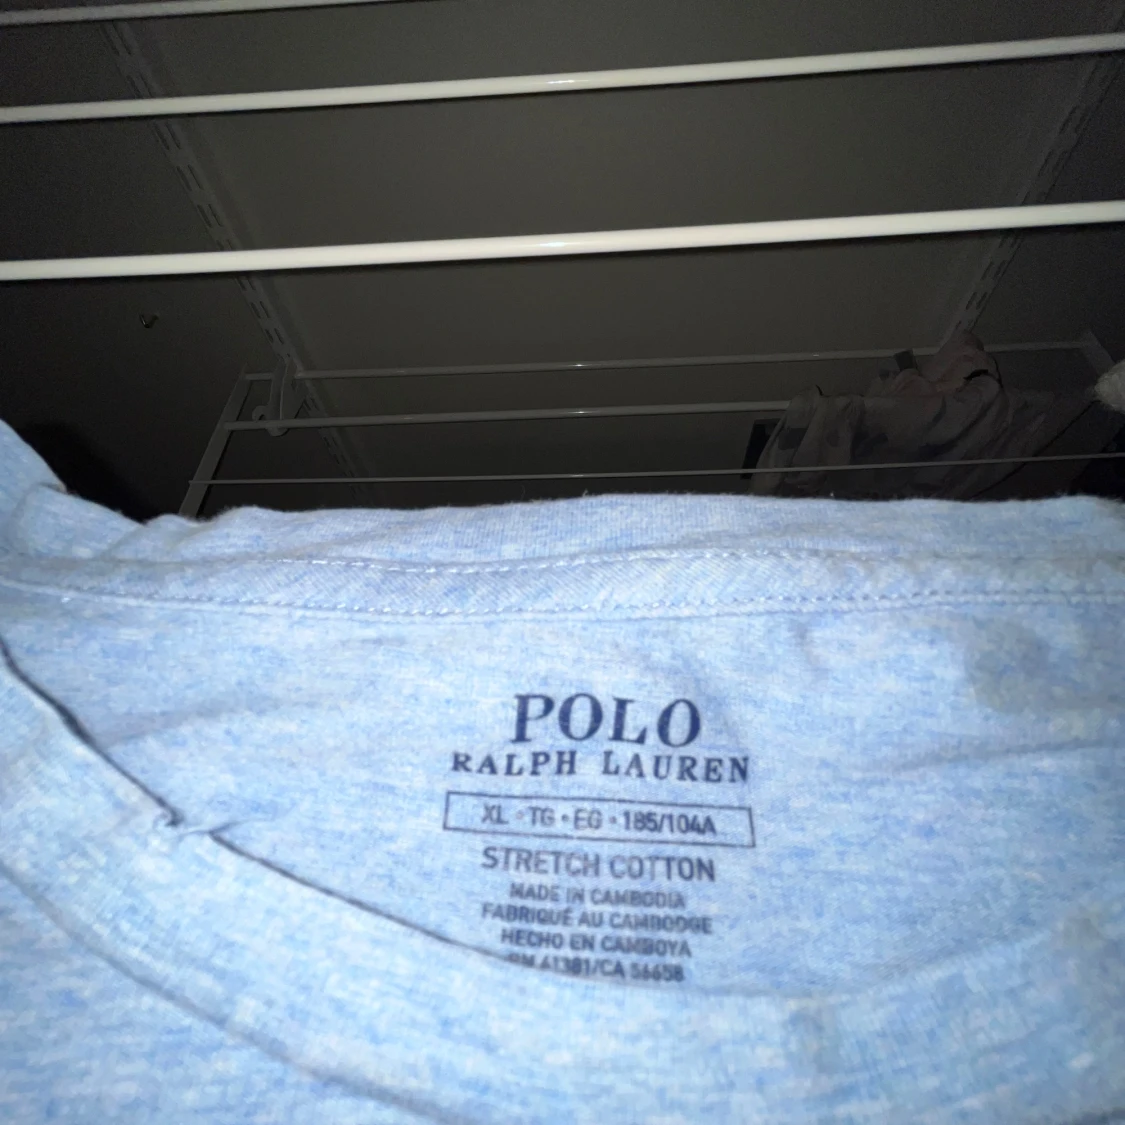 POLO
RALPH LAUREN
XL • TG • EG • 185/104A
STRETCH COTTON
MADE IN CAMBODIA
FABRIQUÉ AU CAMBODGE
HECHO EN CAMBOYA
RN 41381/CA 56658